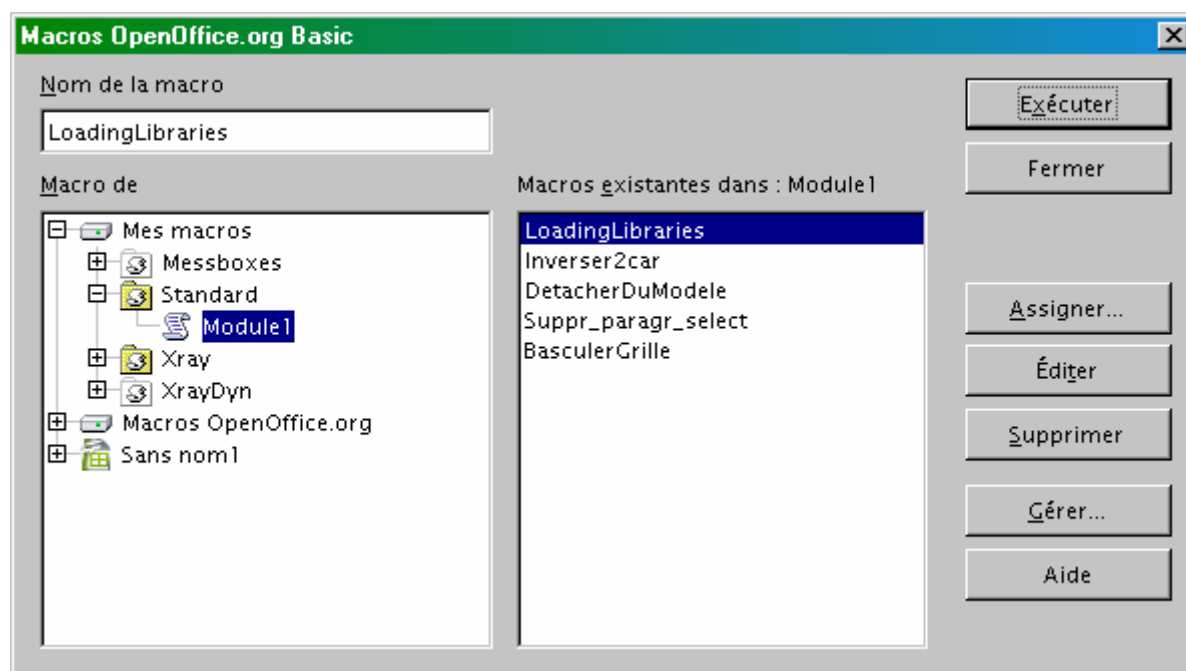 Macros OpenOffice.org Basic
Nom de la macro
LoadingLibraries
Macro de
Mes macros
Messboxes
Standard
Module1
Xray
XrayDyn
Macros OpenOffice.org
Sans nom1
Macros existantes dans : Module1
LoadingLibraries
Inverser2car
DetacherDuModele
Suppr_paragr_select
BasculerGrille
Exécuter
Fermer
Assigner...
Éditer
Supprimer
Gérer...
Aide